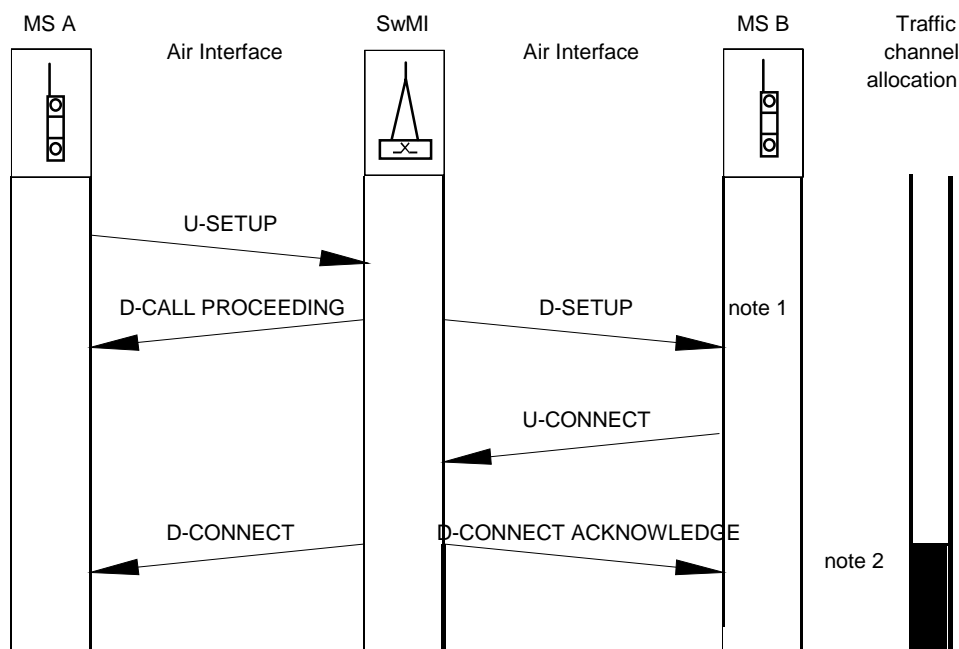 MS A
SwMI
MS B
Traffic
channel
allocation
Air Interface
Air Interface
U-SETUP
D-CALL PROCEEDING
D-SETUP
note 1
U-CONNECT
D-CONNECT
D-CONNECT ACKNOWLEDGE
note 2